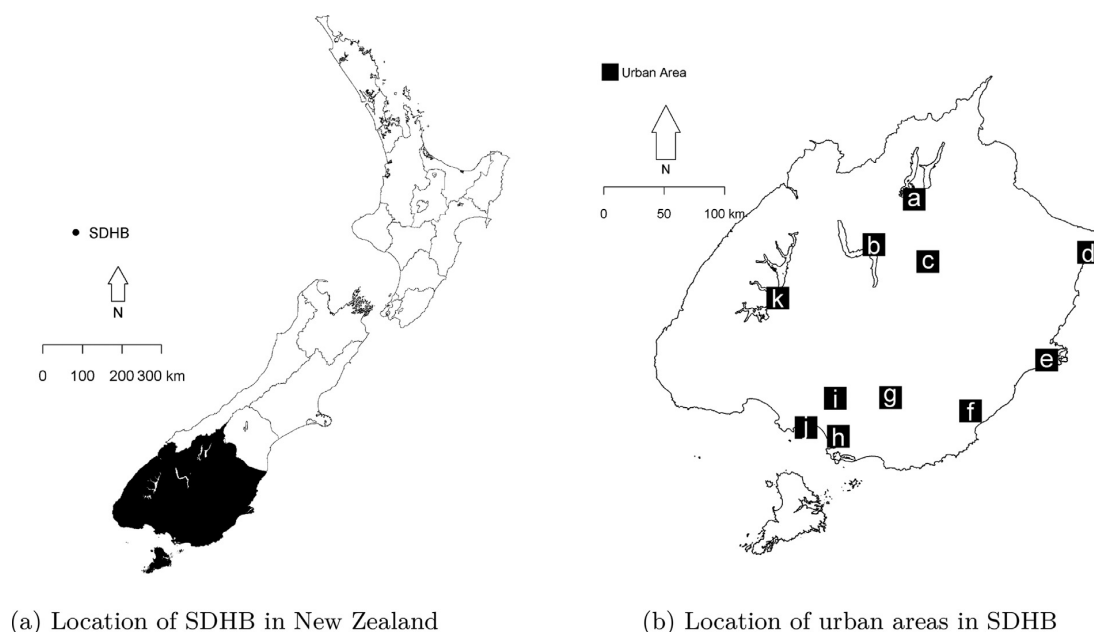 SDHB
N
0 100 200 300 km
Urban Area
N
0 50 100 km
a
b
c
d
k
e
i
g
f
j
h
(a) Location of SDHB in New Zealand
(b) Location of urban areas in SDHB